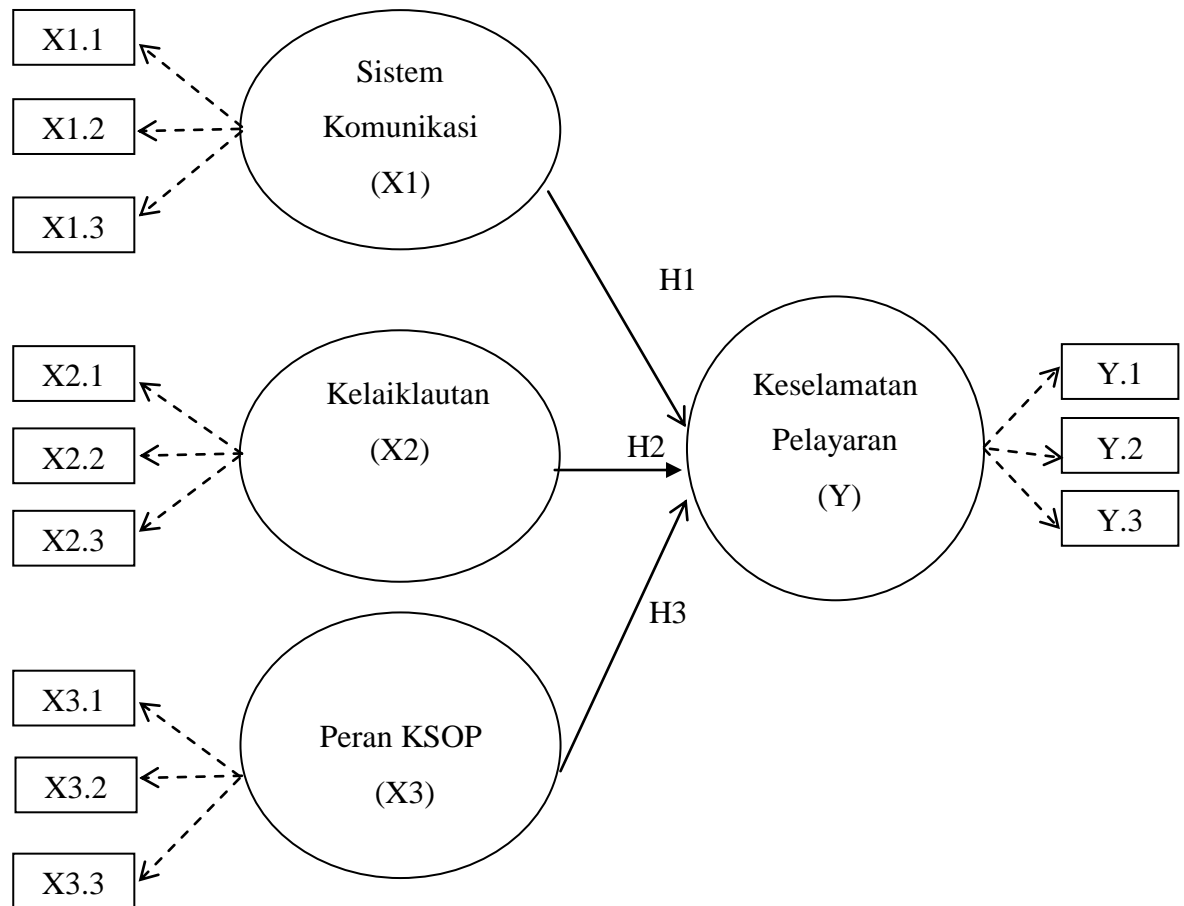 X1.1
X1.2
X1.3
Sistem
Komunikasi
(X1)
H1
X2.1
X2.2
X2.3
Kelaiklautan
(X2)
H2
Keselamatan
Pelayaran
(Y)
Y.1
Y.2
Y.3
H3
X3.1
X3.2
X3.3
Peran KSOP
(X3)